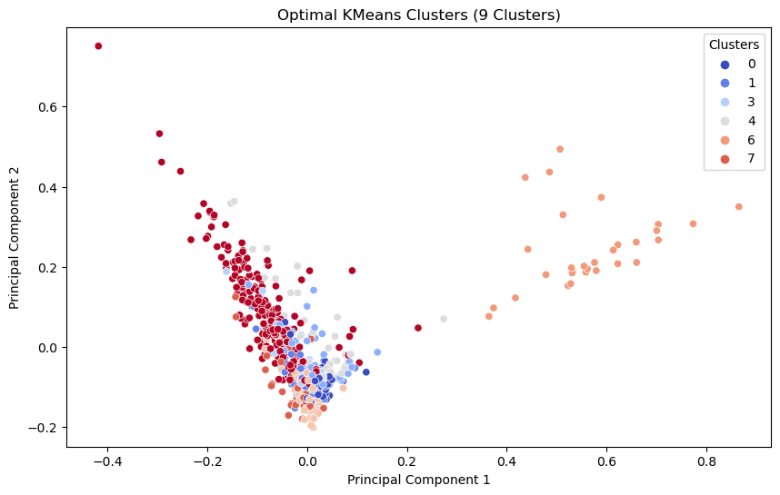 Optimal KMeans Clusters (9 Clusters)
Clusters
0
1
3
4
6
7
0.6
0.4
0.2
0.0
−0.2
Principal Component 2
−0.4 −0.2 0.0 0.2 0.4 0.6 0.8
Principal Component 1